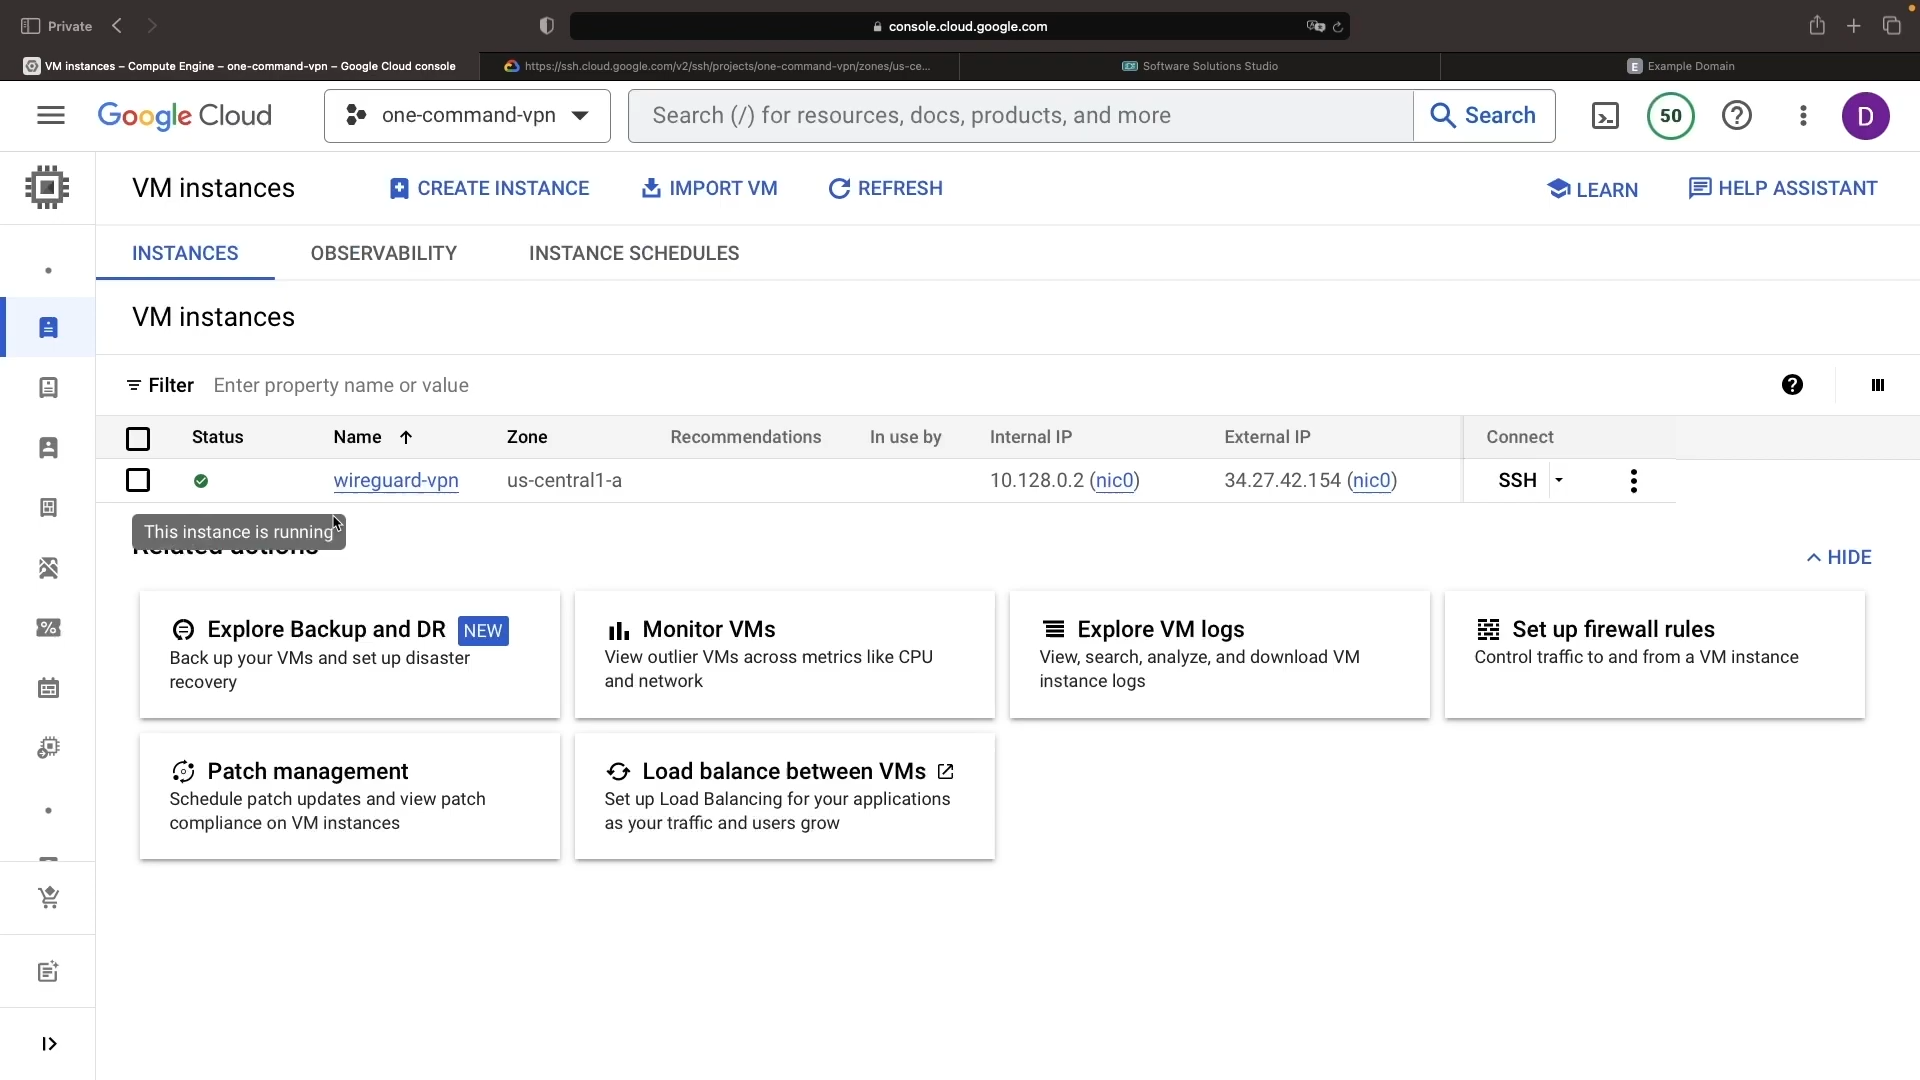 Private
console.cloud.google.com
VM instances – Compute Engine – one-command-vpn – Google Cloud console
https://ssh.cloud.google.com/v2/ssh/projects/one-command-vpn/zones/us-ce...
Software Solutions Studio
E Example Domain
Google Cloud
one-command-vpn
Search (/) for resources, docs, products, and more
Search
50
D
VM instances
CREATE INSTANCE
IMPORT VM
REFRESH
LEARN
HELP ASSISTANT
INSTANCES
OBSERVABILITY
INSTANCE SCHEDULES
VM instances
Filter Enter property name or value
Status Name Zone Recommendations In use by Internal IP External IP Connect
wireguard-vpn us-central1-a 10.128.0.2 (nic0) 34.27.42.154 (nic0) SSH
This instance is running
Related actions
HIDE
Explore Backup and DR NEW
Back up your VMs and set up disaster
recovery
Monitor VMs
View outlier VMs across metrics like CPU
and network
Explore VM logs
View, search, analyze, and download VM
instance logs
Set up firewall rules
Control traffic to and from a VM instance
Patch management
Schedule patch updates and view patch
compliance on VM instances
Load balance between VMs
Set up Load Balancing for your applications
as your traffic and users grow